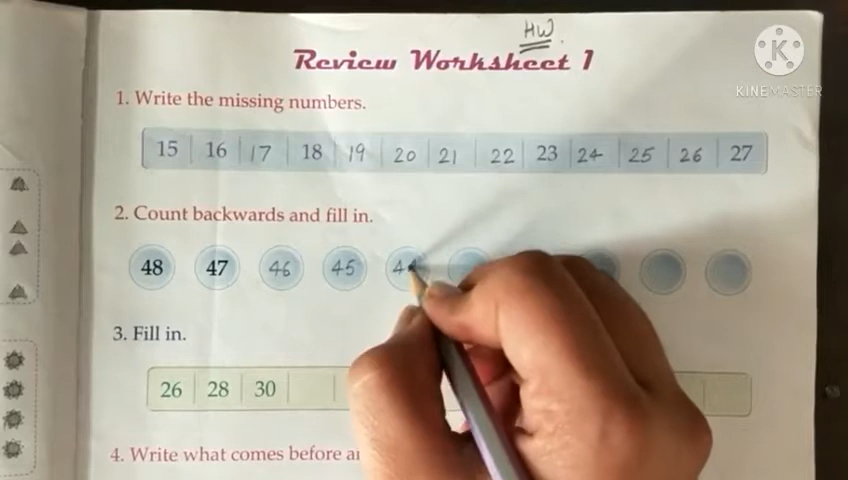 HW.
KINEMASTER
Review Worksheet 1
1. Write the missing numbers.
15 16 17 18 19 20 21 22 23 24 25 26 27
2. Count backwards and fill in.
48 47 46 45
3. Fill in.
26 28 30
4. Write what comes before